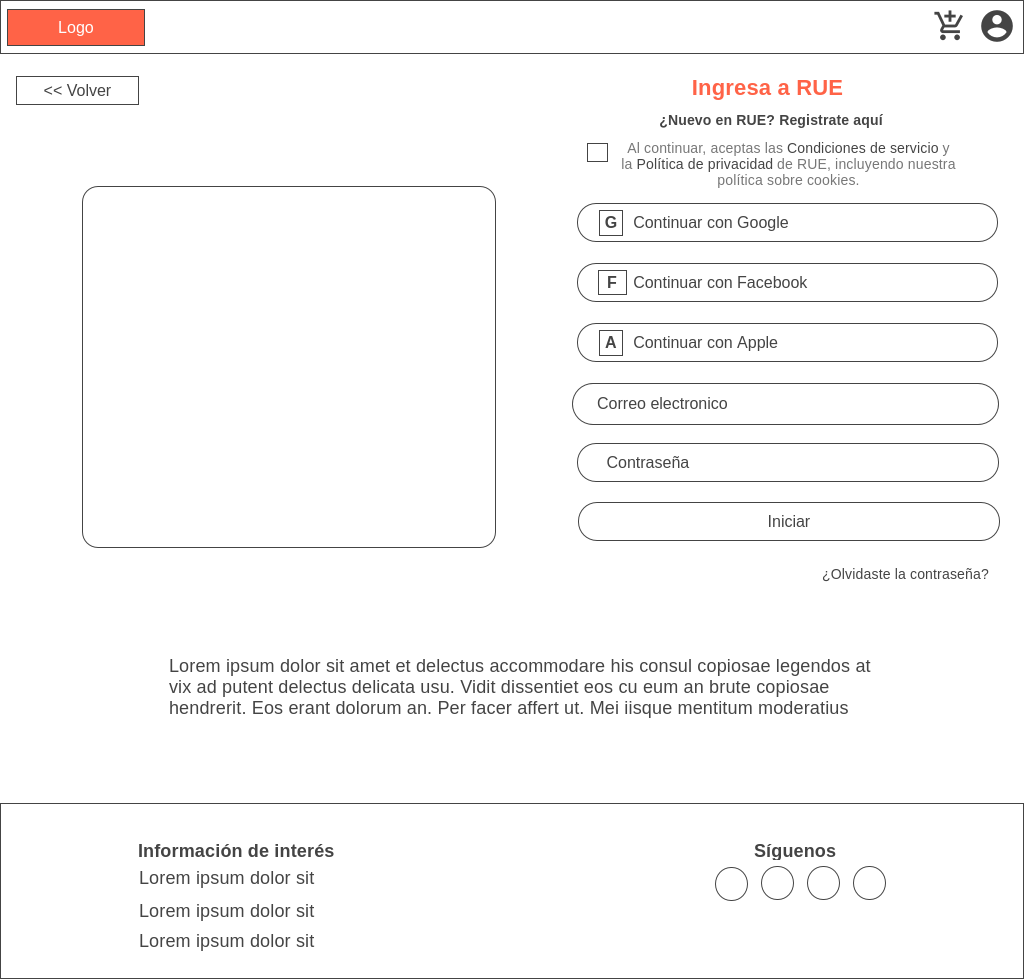 Logo
<< Volver
Ingresa a RUE
¿Nuevo en RUE? Registrate aquí
Al continuar, aceptas las Condiciones de servicio y
la Política de privacidad de RUE, incluyendo nuestra
política sobre cookies.
G Continuar con Google
F Continuar con Facebook
A Continuar con Apple
Correo electronico
Contraseña
Iniciar
¿Olvidaste la contraseña?
Lorem ipsum dolor sit amet et delectus accommodare his consul copiosae legendos at
vix ad putent delectus delicata usu. Vidit dissentiet eos cu eum an brute copiosae
hendrerit. Eos erant dolorum an. Per facer affert ut. Mei iisque mentitum moderatius
Información de interés
Lorem ipsum dolor sit
Lorem ipsum dolor sit
Lorem ipsum dolor sit
Síguenos